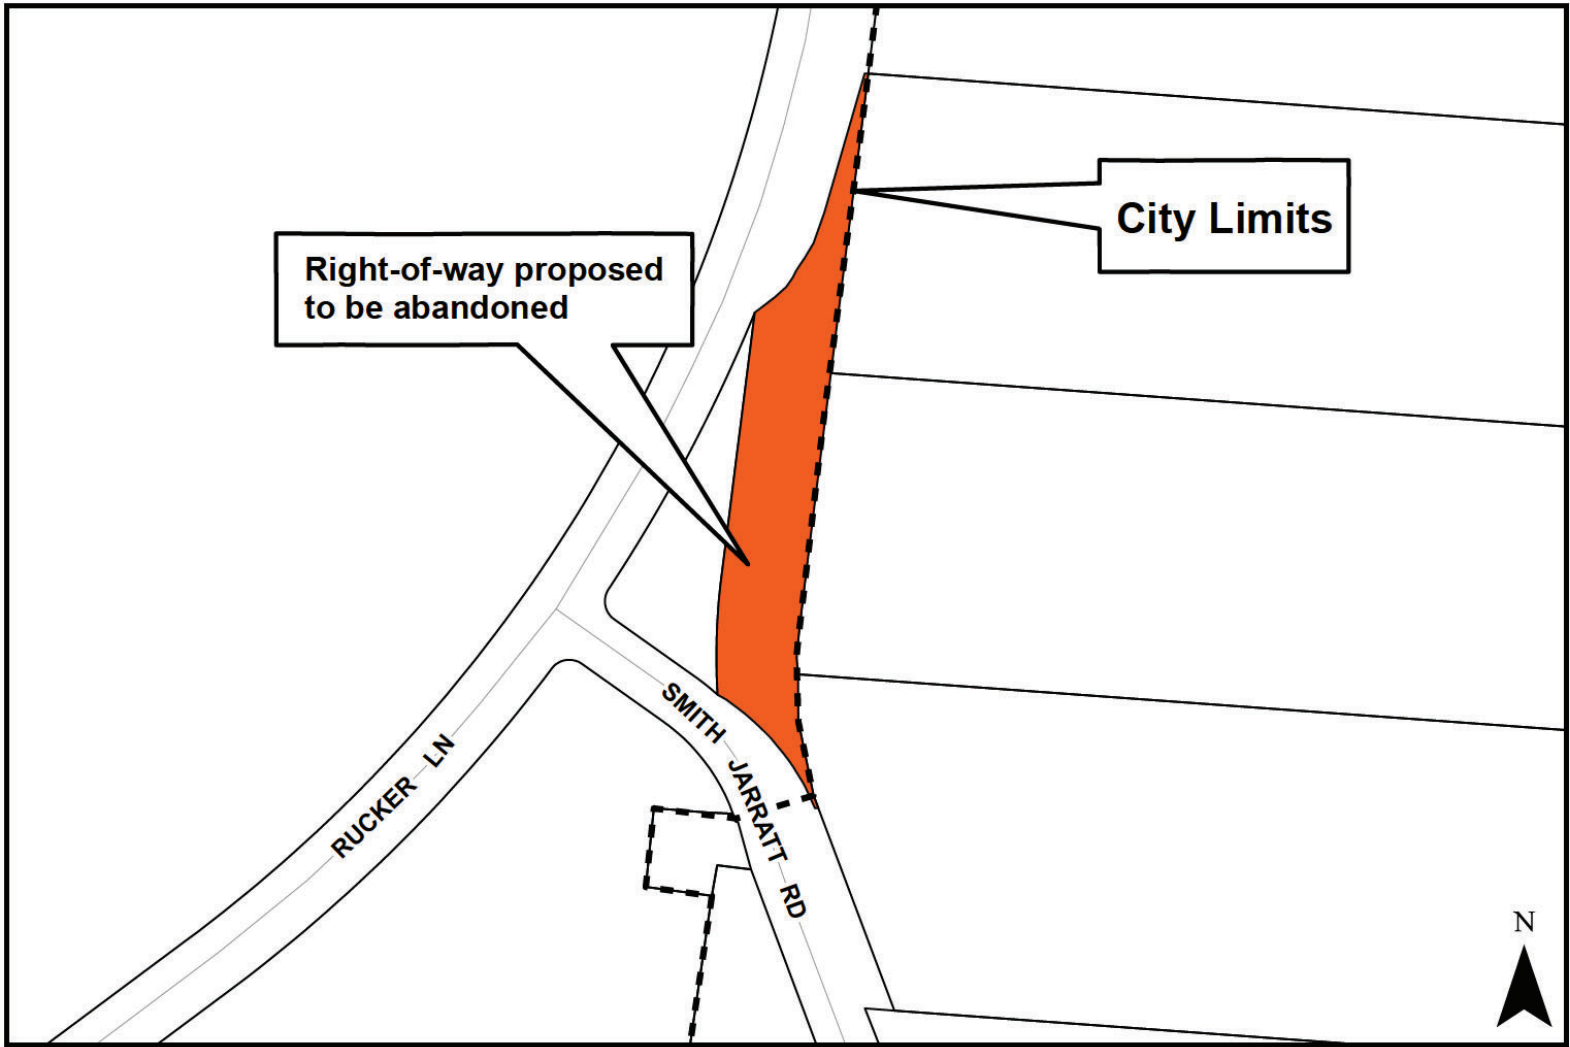 City Limits
Right-of-way proposed
to be abandoned
SMITH JARRATT RD
RUCKER LN
N